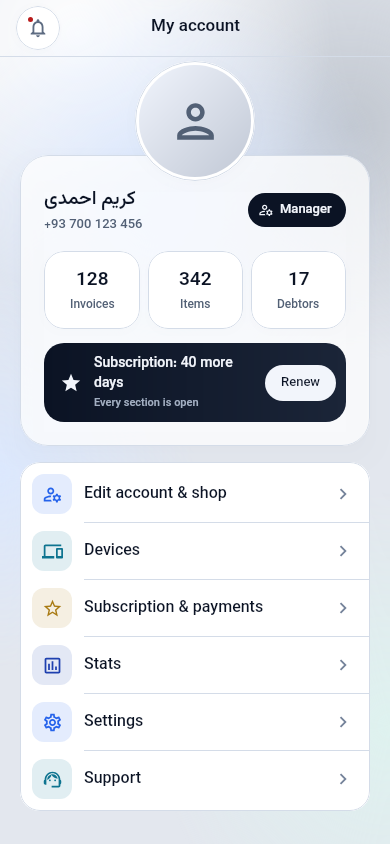 My account
کریم احمدی
+93 700 123 456
Manager
128
Invoices
342
Items
17
Debtors
Subscription: 40 more
days
Every section is open
Renew
Edit account & shop
Devices
Subscription & payments
Stats
Settings
Support